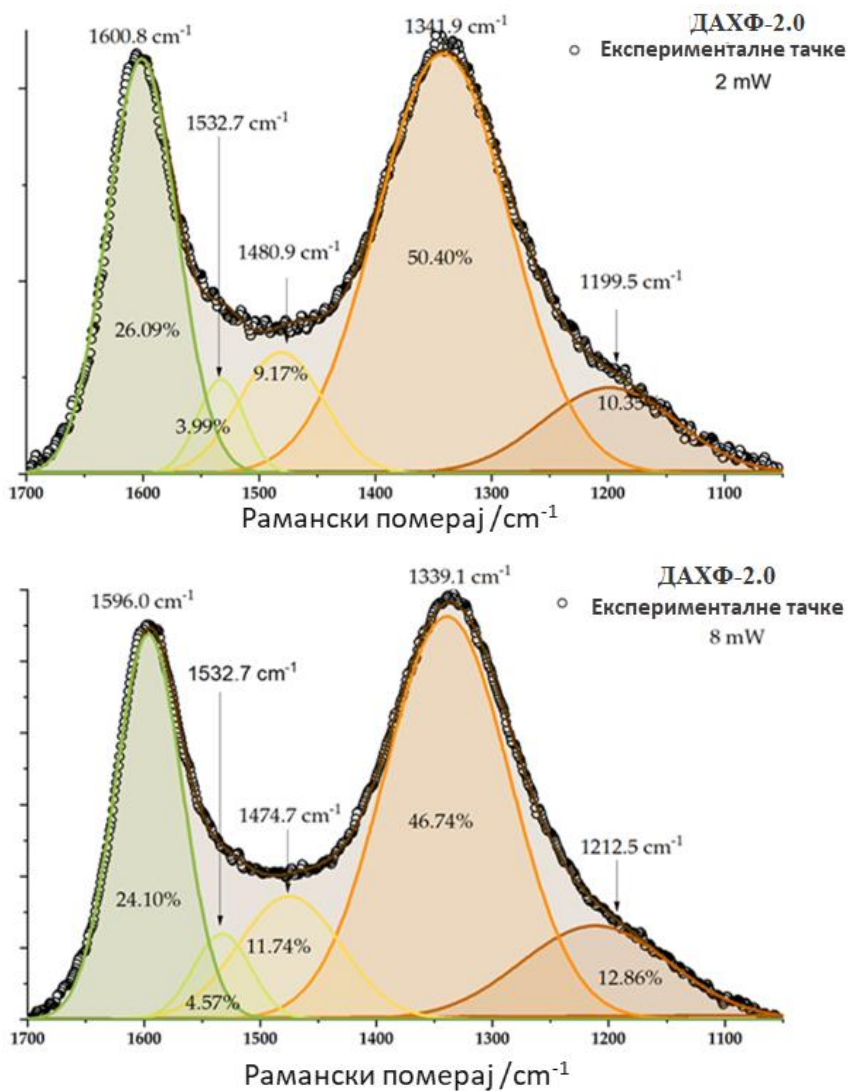 ДАХФ-2.0
1600.8 cm⁻¹
1341.9 cm⁻¹
Експерименталне тачке
2 mW
1532.7 cm⁻¹
1480.9 cm⁻¹
50.40%
1199.5 cm⁻¹
26.09%
9.17%
10.35
3.99%
1700 1600 1500 1400 1300 1200 1100
Рамански померај /cm⁻¹
ДАХФ-2.0
1596.0 cm⁻¹
1339.1 cm⁻¹
Експерименталне тачке
8 mW
1532.7 cm⁻¹
1474.7 cm⁻¹
46.74%
1212.5 cm⁻¹
24.10%
11.74%
12.86%
4.57%
1700 1600 1500 1400 1300 1200 1100
Рамански померај /cm⁻¹